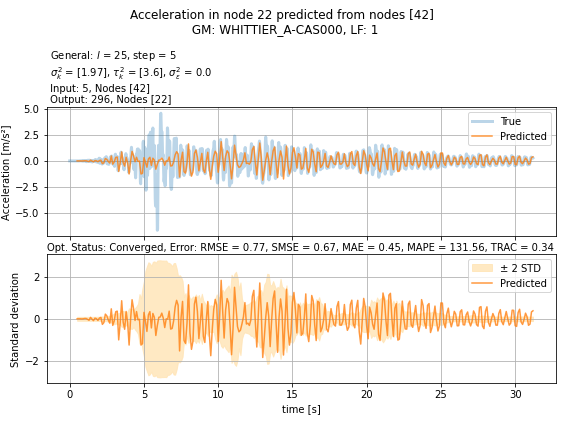 Acceleration in node 22 predicted from nodes [42]
GM: WHITTIER_A-CAS000, LF: 1
General: l = 25, step = 5
σ²ₖ = [1.97], τ²ₖ = [3.6], σ²ε = 0.0
Input: 5, Nodes [42]
Output: 296, Nodes [22]
Acceleration [m/s²]
5.0
2.5
0.0
−2.5
−5.0
True
Predicted
Opt. Status: Converged, Error: RMSE = 0.77, SMSE = 0.67, MAE = 0.45, MAPE = 131.56, TRAC = 0.34
Standard deviation
2
0
−2
± 2 STD
Predicted
0 5 10 15 20 25 30
time [s]